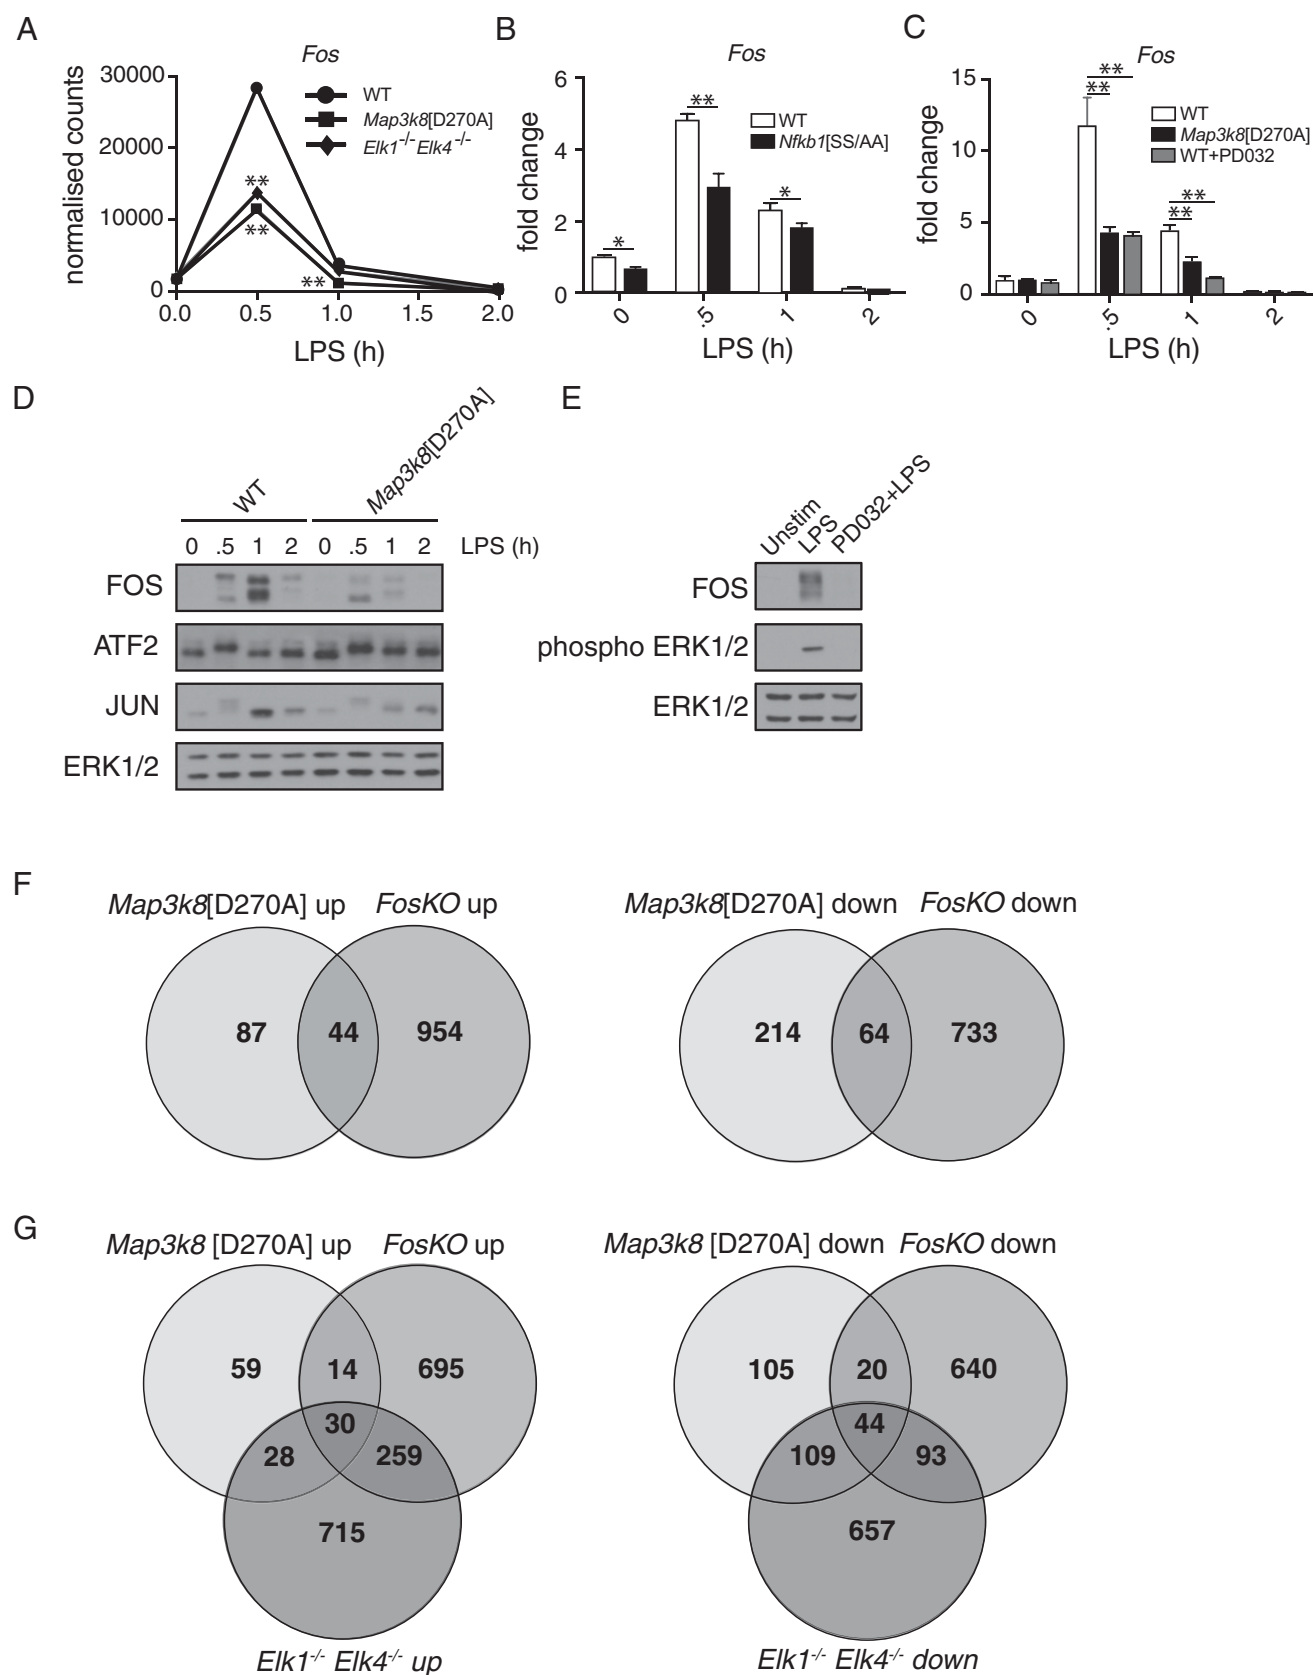 A
Fos
normalised counts
30000
20000
10000
0
WT
Map3k8[D270A]
Elk1-/-Elk4-/-
**
**
**
0.0 0.5 1.0 1.5 2.0
LPS (h)
B
Fos
fold change
6
4
2
0
WT
Nfkb1[SS/AA]
* ** *
0 .5 1 2
LPS (h)
C
Fos
fold change
15
10
5
0
WT
Map3k8[D270A]
WT+PD032
**
**
**
**
0 .5 1 2
LPS (h)
D
WT Map3k8[D270A]
0 .5 1 2 0 .5 1 2 LPS (h)
FOS
ATF2
JUN
ERK1/2
E
Unstim LPS PD032+LPS
FOS
phospho ERK1/2
ERK1/2
F
Map3k8[D270A] up FosKO up
87 44 954
Map3k8[D270A] down FosKO down
214 64 733
G
Map3k8 [D270A] up FosKO up
59 14 695
30
28 259
715
Elk1-/- Elk4-/- up
Map3k8 [D270A] down FosKO down
105 20 640
44
109 93
657
Elk1-/- Elk4-/- down